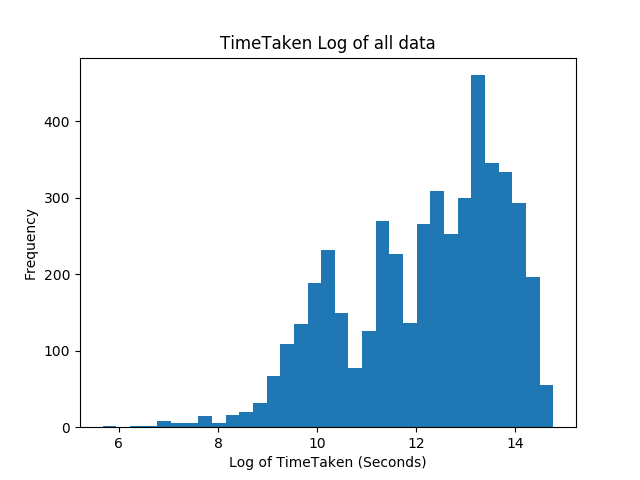 TimeTaken Log of all data
Frequency
400
300
200
100
0
6 8 10 12 14
Log of TimeTaken (Seconds)